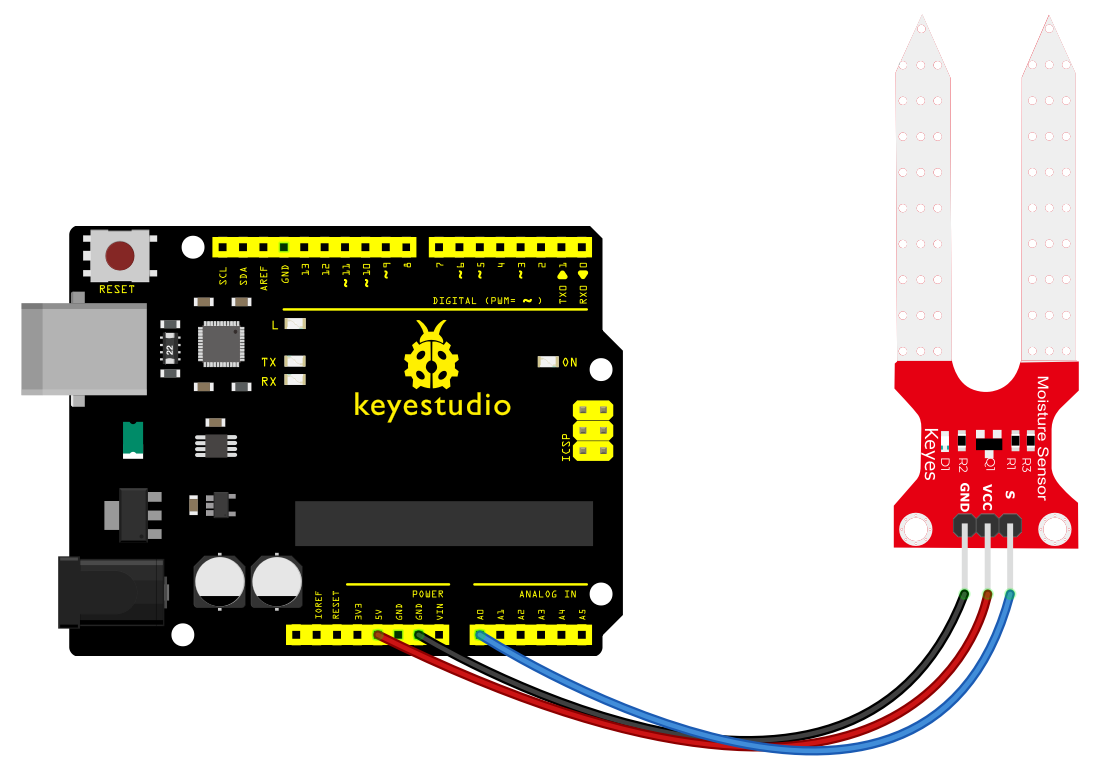 RESET
SCL
SDA
AREF
GND
13
12
~11
~10
~9
8
7
~6
~5
4
~3
2
TX0 1
RX0 0
DIGITAL (PWM= ~ )
L
TX
RX
22
ON
keyestudio
ICSP
POWER
ANALOG IN
IOREF
RESET
3V3
5V
GND
GND
VIN
A0
A1
A2
A3
A4
A5
Moisture Sensor
Keyes
D1
R2
Q1
R1
R3
GND
VCC
S